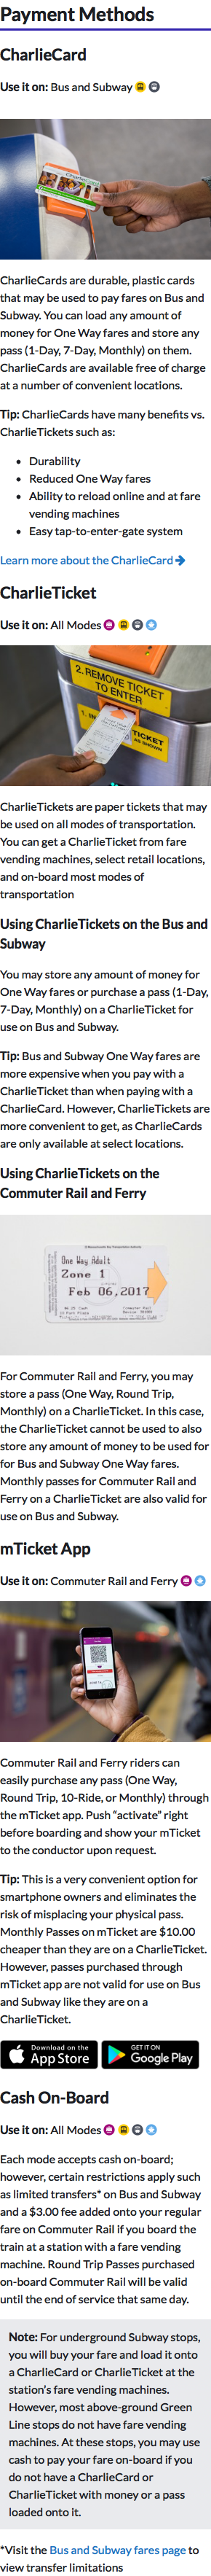 Payment Methods
CharlieCard
Use it on: Bus and Subway
CharlieCards are durable, plastic cards
that may be used to pay fares on Bus and
Subway. You can load any amount of
money for One Way fares and store any
pass (1-Day, 7-Day, Monthly) on them.
CharlieCards are available free of charge
at a number of convenient locations.
Tip: CharlieCards have many benefits vs.
CharlieTickets such as:
• Durability
• Reduced One Way fares
• Ability to reload online and at fare
vending machines
• Easy tap-to-enter-gate system
Learn more about the CharlieCard
CharlieTicket
Use it on: All Modes
2. REMOVE TICKET
TO ENTER
TICKET
AS SHOWN
CharlieTickets are paper tickets that may
be used on all modes of transportation.
You can get a CharlieTicket from fare
vending machines, select retail locations,
and on-board most modes of
transportation
Using CharlieTickets on the Bus and
Subway
You may store any amount of money for
One Way fares or purchase a pass (1-Day,
7-Day, Monthly) on a CharlieTicket for
use on Bus and Subway.
Tip: Bus and Subway One Way fares are
more expensive when you pay with a
CharlieTicket than when paying with a
CharlieCard. However, CharlieTickets are
more convenient to get, as CharlieCards
are only available at select locations.
Using CharlieTickets on the
Commuter Rail and Ferry
One Way Adult
Zone 1
Feb 06,2017
For Commuter Rail and Ferry, you may
store a pass (One Way, Round Trip,
Monthly) on a CharlieTicket. In this case,
the CharlieTicket cannot be used to also
store any amount of money to be used for
for Bus and Subway One Way fares.
Monthly passes for Commuter Rail and
Ferry on a CharlieTicket are also valid for
use on Bus and Subway.
mTicket App
Use it on: Commuter Rail and Ferry
Commuter Rail and Ferry riders can
easily purchase any pass (One Way,
Round Trip, 10-Ride, or Monthly) through
the mTicket app. Push “activate” right
before boarding and show your mTicket
to the conductor upon request.
Tip: This is a very convenient option for
smartphone owners and eliminates the
risk of misplacing your physical pass.
Monthly Passes on mTicket are $10.00
cheaper than they are on a CharlieTicket.
However, passes purchased through
mTicket app are not valid for use on Bus
and Subway like they are on a
CharlieTicket.
Download on the App Store GET IT ON Google Play
Cash On-Board
Use it on: All Modes
Each mode accepts cash on-board;
however, certain restrictions apply such
as limited transfers* on Bus and Subway
and a $3.00 fee added onto your regular
fare on Commuter Rail if you board the
train at a station with a fare vending
machine. Round Trip Passes purchased
on-board Commuter Rail will be valid
until the end of service that same day.
Note: For underground Subway stops,
you will buy your fare and load it onto
a CharlieCard or CharlieTicket at the
station’s fare vending machines.
However, most above-ground Green
Line stops do not have fare vending
machines. At these stops, you may use
cash to pay your fare on-board if you
do not have a CharlieCard or
CharlieTicket with money or a pass
loaded onto it.
*Visit the Bus and Subway fares page to
view transfer limitations